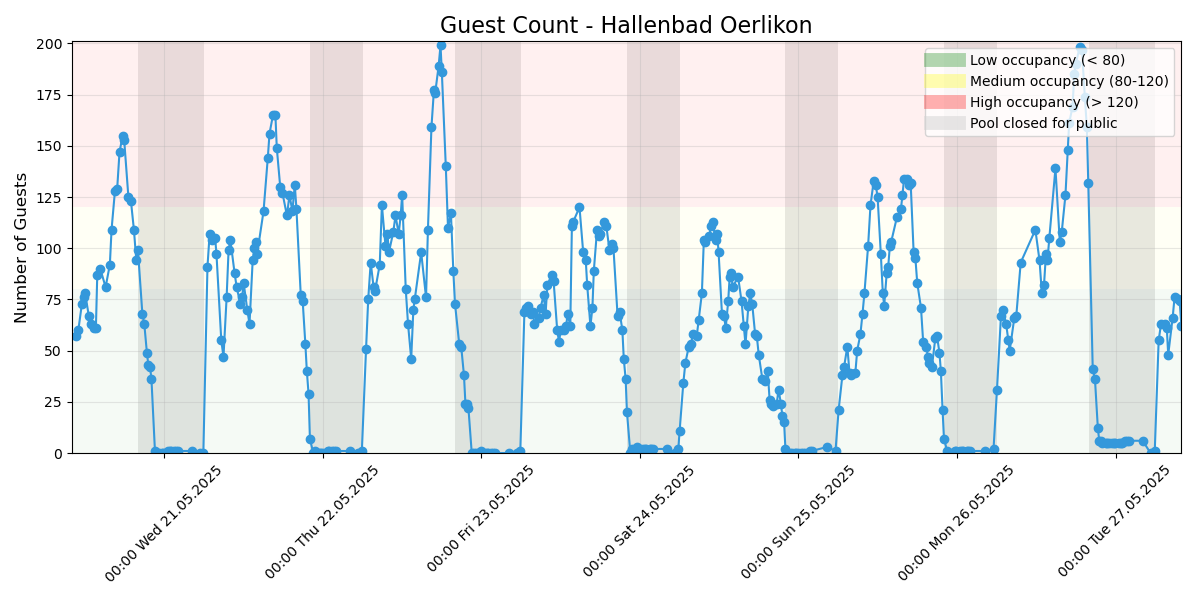 Guest Count - Hallenbad Oerlikon
Number of Guests
200
175
150
125
100
75
50
25
0
Low occupancy (< 80)
Medium occupancy (80-120)
High occupancy (> 120)
Pool closed for public
00:00 Wed 21.05.2025
00:00 Thu 22.05.2025
00:00 Fri 23.05.2025
00:00 Sat 24.05.2025
00:00 Sun 25.05.2025
00:00 Mon 26.05.2025
00:00 Tue 27.05.2025